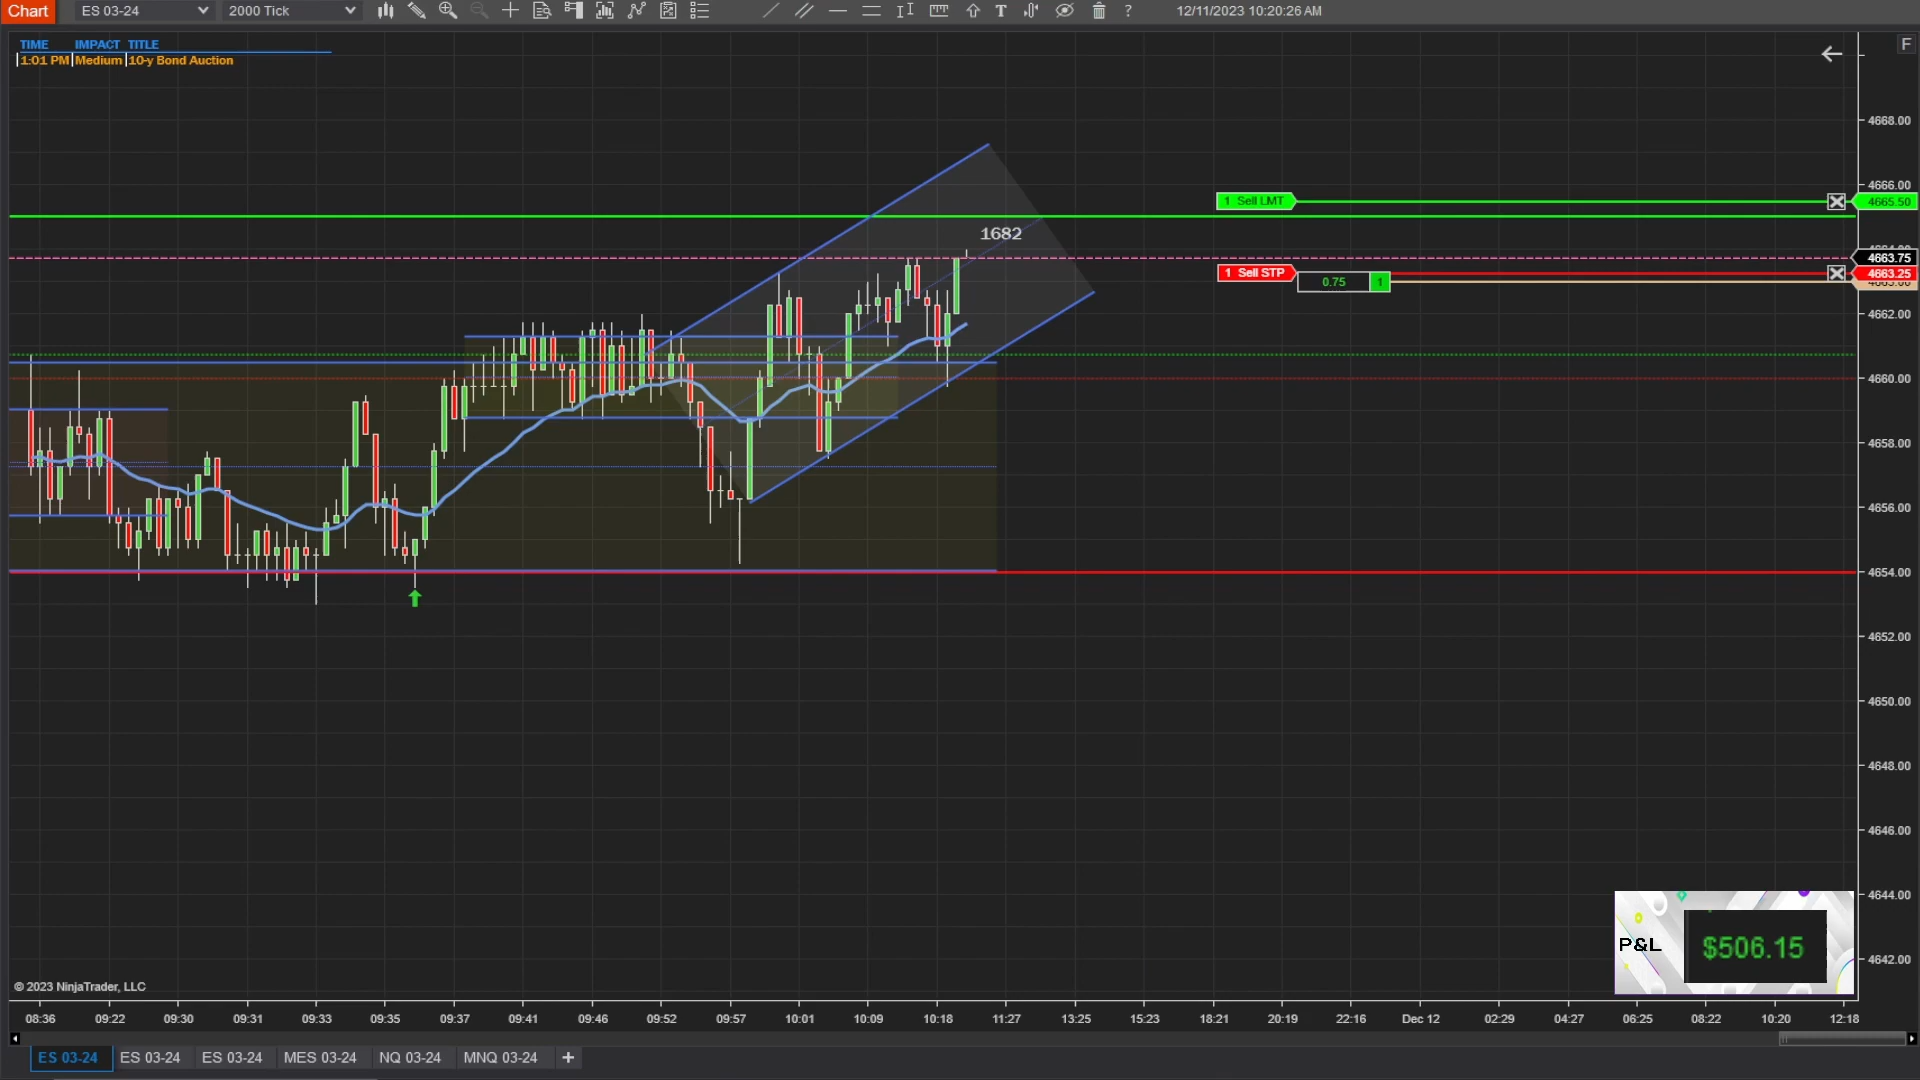 Chart ES 03-24 2000 Tick ? 12/11/2023 10:20:26 AM
F
TIME IMPACT TITLE
1:01 PM Medium 10-y Bond Auction
4668.00
4666.00
1 Sell LMT 4665.50
1682
4663.75
1 Sell STP 4663.25
0.75 1
4662.00
4660.00
4658.00
4656.00
4654.00
4652.00
4650.00
4648.00
4646.00
4644.00
P&L $506.15
4642.00
© 2023 NinjaTrader, LLC
08:36 09:22 09:30 09:31 09:33 09:35 09:37 09:41 09:46 09:52 09:57 10:01 10:09 10:18 11:27 13:25 15:23 18:21 20:19 22:16 Dec 12 02:29 04:27 06:25 08:22 10:20 12:18
ES 03-24 ES 03-24 ES 03-24 MES 03-24 NQ 03-24 MNQ 03-24 +